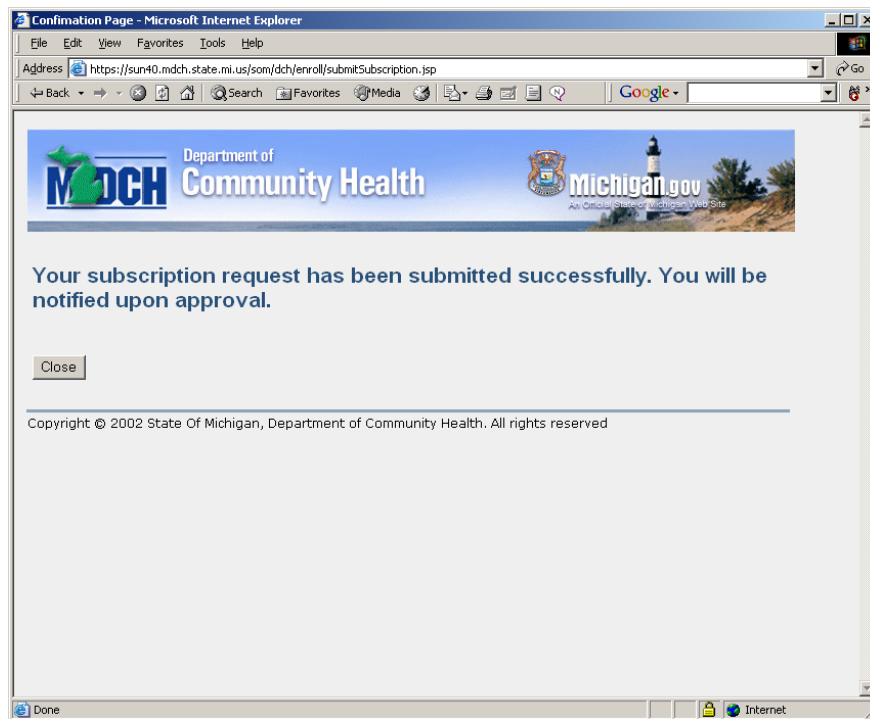 Confimation Page - Microsoft Internet Explorer
File Edit View Favorites Tools Help
Address https://sun40.mdch.state.mi.us/som/dch/enroll/submitSubscription.jsp Go
Back Search Favorites Media Google
MDCH Department of
Community Health
Michigan.gov
An Official State of Michigan Web Site
Your subscription request has been submitted successfully. You will be
notified upon approval.
Close
Copyright © 2002 State Of Michigan, Department of Community Health. All rights reserved
Done Internet